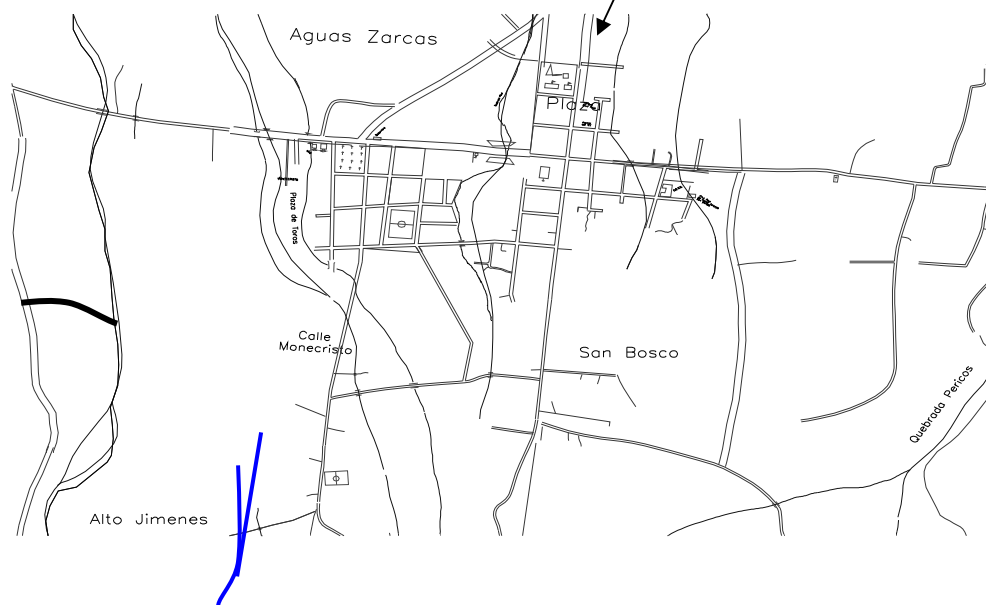 Aguas Zarcas
Plaza
Plaza de Toros
Calle
Monecristo
San Bosco
Quebrada Pericos
Alto Jimenes